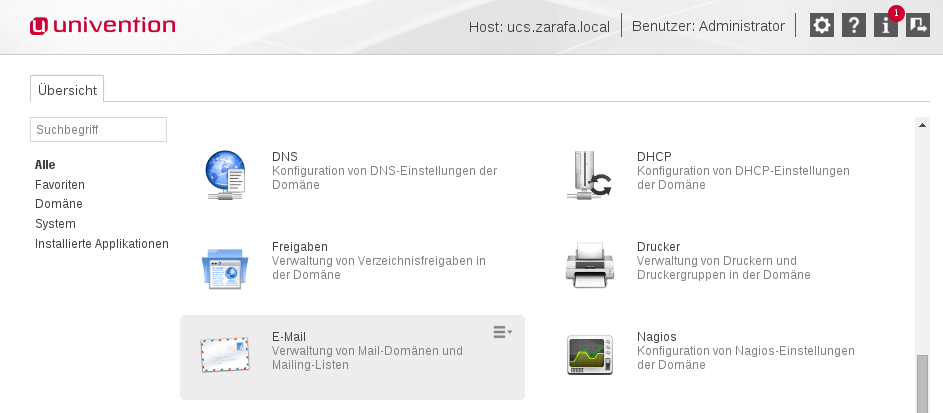 univention
Host: ucs.zarafa.local
Benutzer: Administrator
?
i
1
Übersicht
Suchbegriff
Alle
Favoriten
Domäne
System
Installierte Applikationen
DNS
Konfiguration von DNS-Einstellungen der
Domäne
DHCP
Konfiguration von DHCP-Einstellungen
der Domäne
Freigaben
Verwaltung von Verzeichnisfreigaben in
der Domäne
Drucker
Verwaltung von Druckern und
Druckergruppen in der Domäne
E-Mail
Verwaltung von Mail-Domänen und
Mailing-Listen
Nagios
Konfiguration von Nagios-Einstellungen
der Domäne